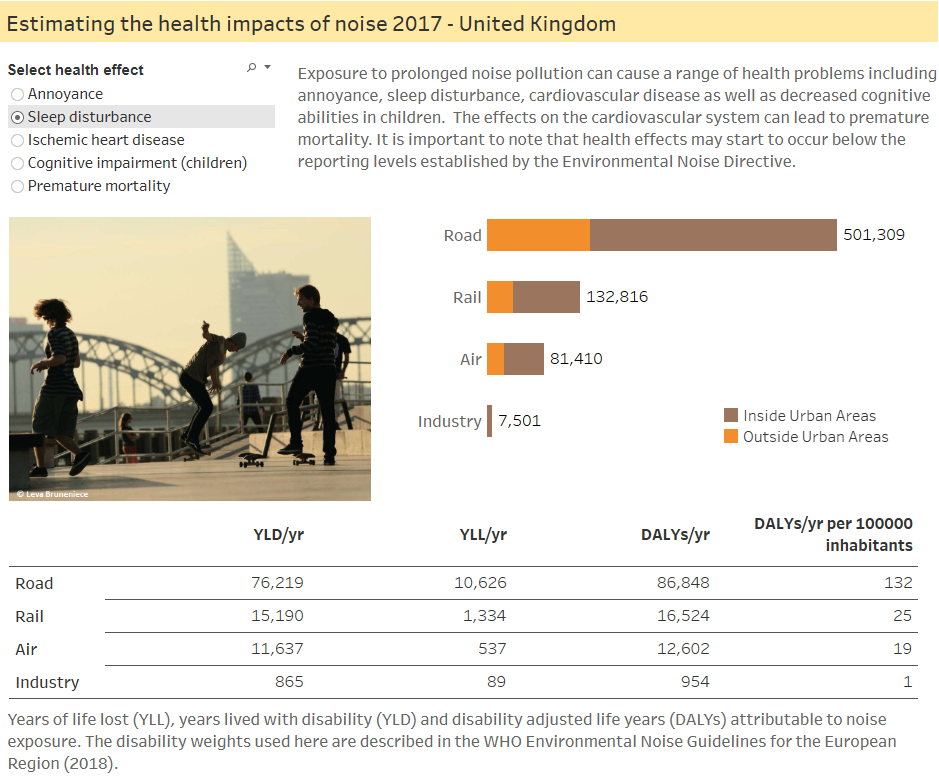 Estimating the health impacts of noise 2017 - United Kingdom
Select health effect
Annoyance
Sleep disturbance
Ischemic heart disease
Cognitive impairment (children)
Premature mortality
Exposure to prolonged noise pollution can cause a range of health problems including
annoyance, sleep disturbance, cardiovascular disease as well as decreased cognitive
abilities in children.  The effects on the cardiovascular system can lead to premature
mortality. It is important to note that health effects may start to occur below the
reporting levels established by the Environmental Noise Directive.
© Leva Bruneniece
Road 501,309
Rail 132,816
Air 81,410
Industry 7,501
Inside Urban Areas
Outside Urban Areas
YLD/yr YLL/yr DALYs/yr DALYs/yr per 100000
inhabitants
Road 76,219 10,626 86,848 132
Rail 15,190 1,334 16,524 25
Air 11,637 537 12,602 19
Industry 865 89 954 1
Years of life lost (YLL), years lived with disability (YLD) and disability adjusted life years (DALYs) attributable to noise
exposure. The disability weights used here are described in the WHO Environmental Noise Guidelines for the European
Region (2018).